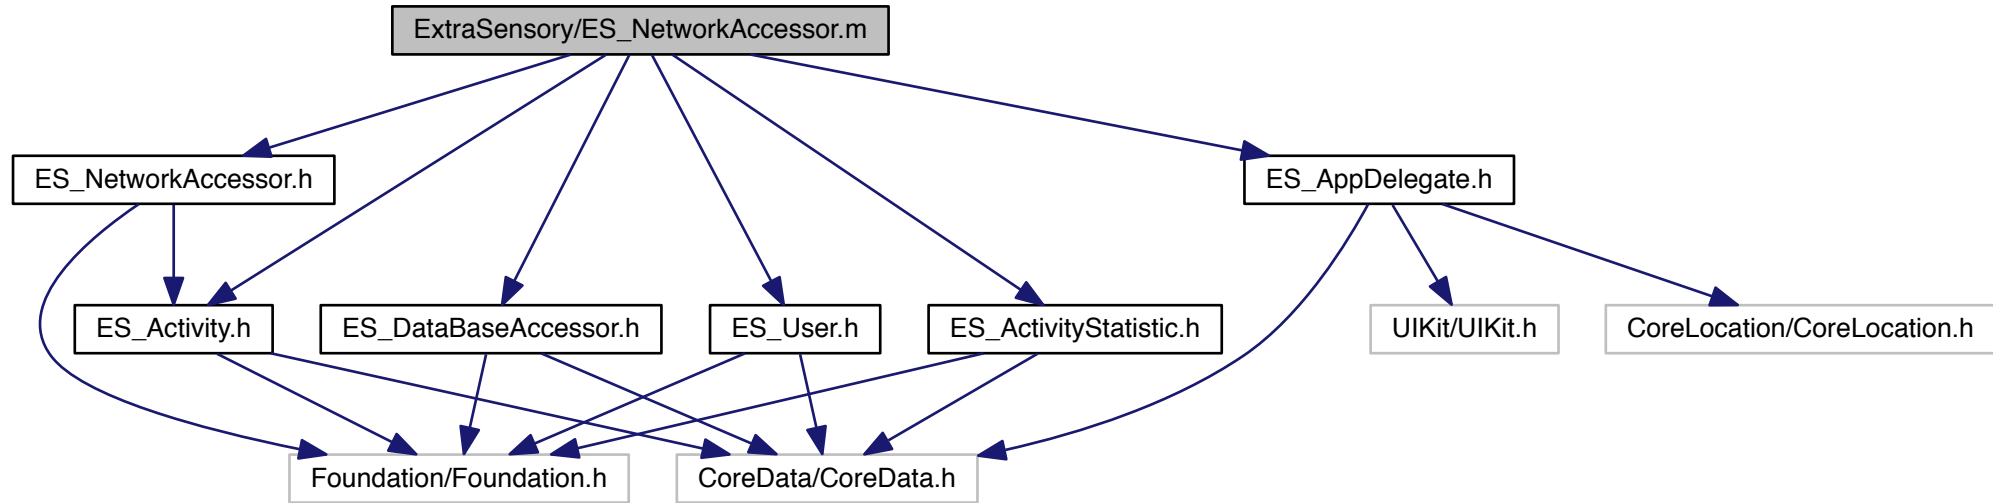 ExtraSensory/ES_NetworkAccessor.m
ES_NetworkAccessor.h
ES_AppDelegate.h
ES_Activity.h
ES_DataBaseAccessor.h
ES_User.h
ES_ActivityStatistic.h
UIKit/UIKit.h
CoreLocation/CoreLocation.h
Foundation/Foundation.h
CoreData/CoreData.h